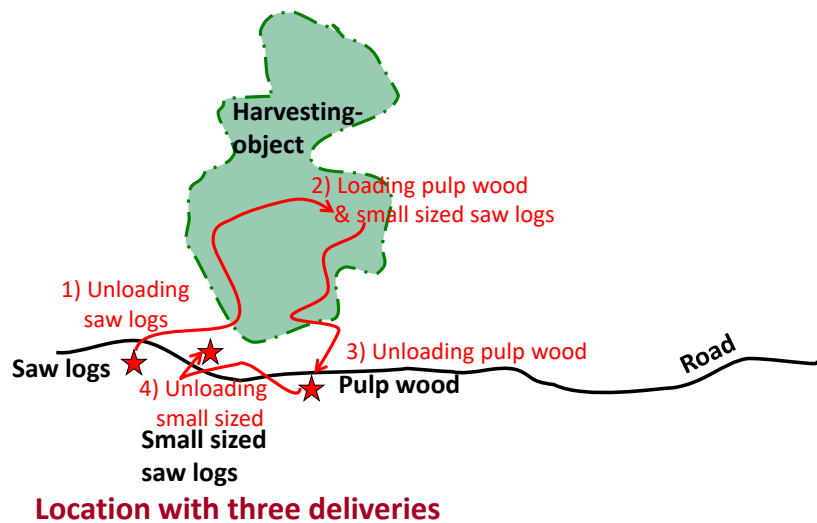 Harvesting-
object
2) Loading pulp wood
& small sized saw logs
1) Unloading
saw logs
3) Unloading pulp wood
Road
Saw logs
4) Unloading
small sized
Pulp wood
Small sized
saw logs
Location with three deliveries